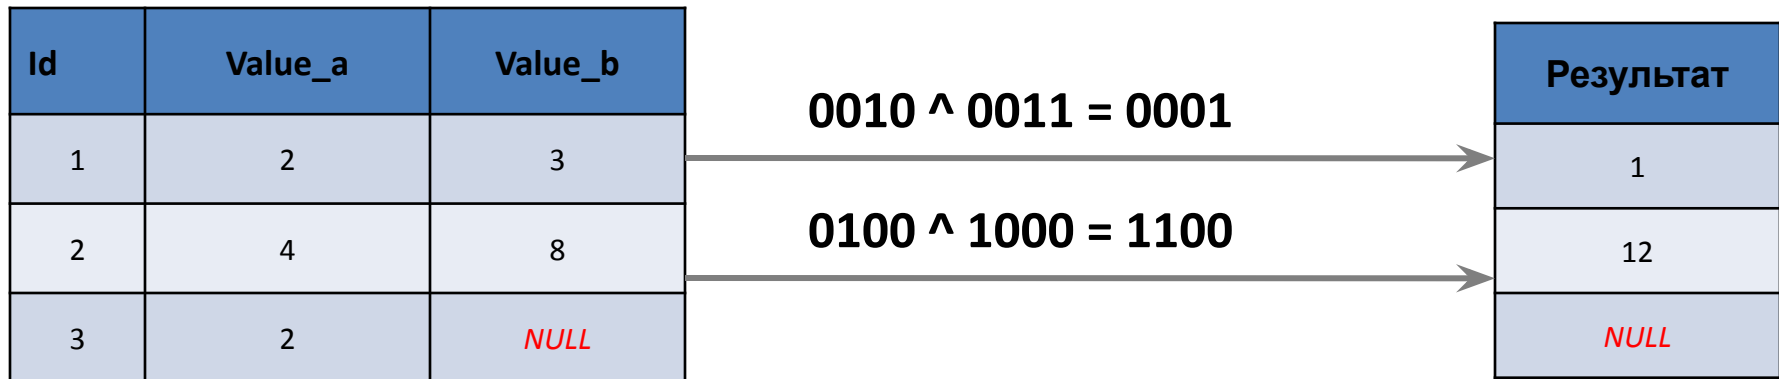 Id Value_a Value_b
1 2 3
2 4 8
3 2 NULL
0010 ^ 0011 = 0001
0100 ^ 1000 = 1100
Результат
1
12
NULL